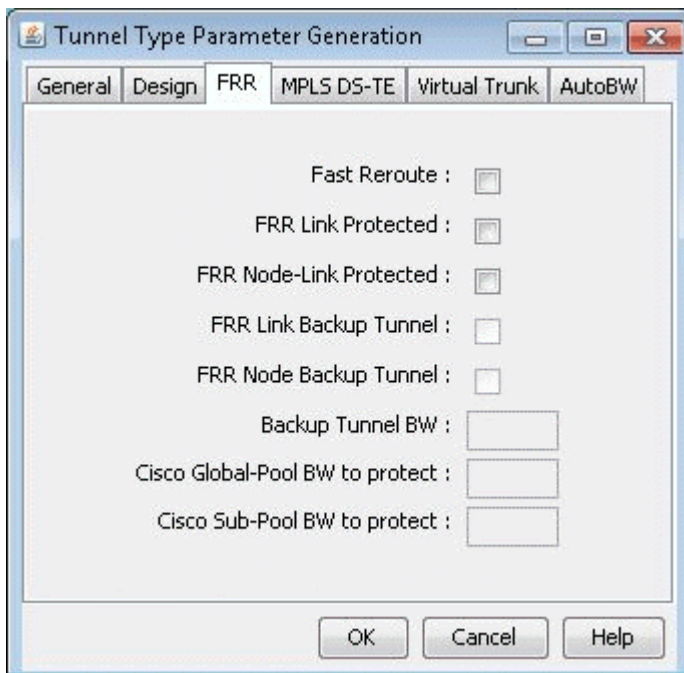 Tunnel Type Parameter Generation
General Design FRR MPLS DS-TE Virtual Trunk AutoBW
Fast Reroute :
FRR Link Protected :
FRR Node-Link Protected :
FRR Link Backup Tunnel :
FRR Node Backup Tunnel :
Backup Tunnel BW :
Cisco Global-Pool BW to protect :
Cisco Sub-Pool BW to protect :
OK Cancel Help